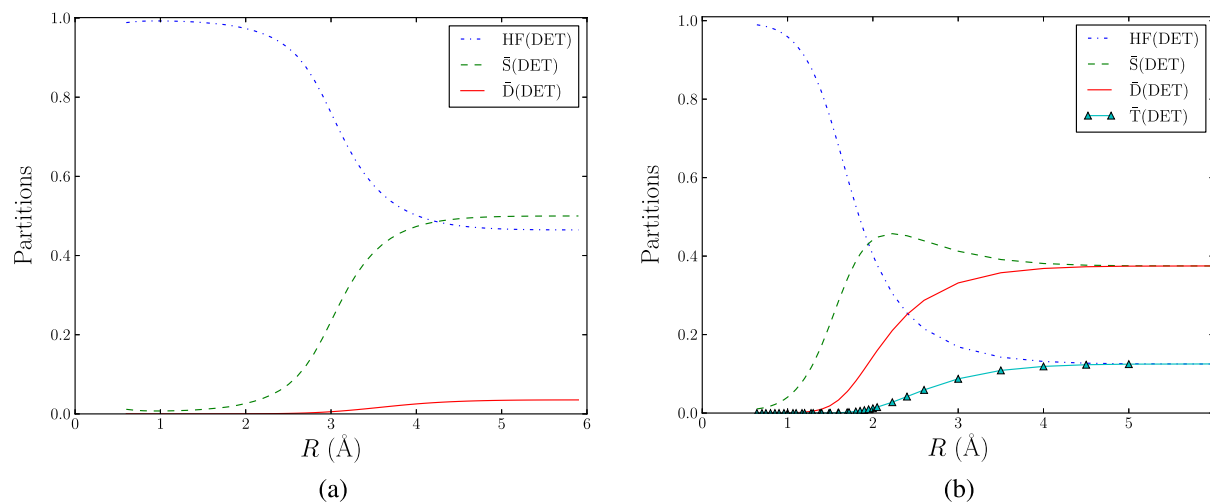 1.0
0.8
0.6
0.4
0.2
0.0
Partitions
HF(DET)
S̄(DET)
D̄(DET)
0 1 2 3 4 5 6
R (Å)
(a)
1.0
0.8
0.6
0.4
0.2
0.0
Partitions
HF(DET)
S̄(DET)
D̄(DET)
T̄(DET)
0 1 2 3 4 5
R (Å)
(b)